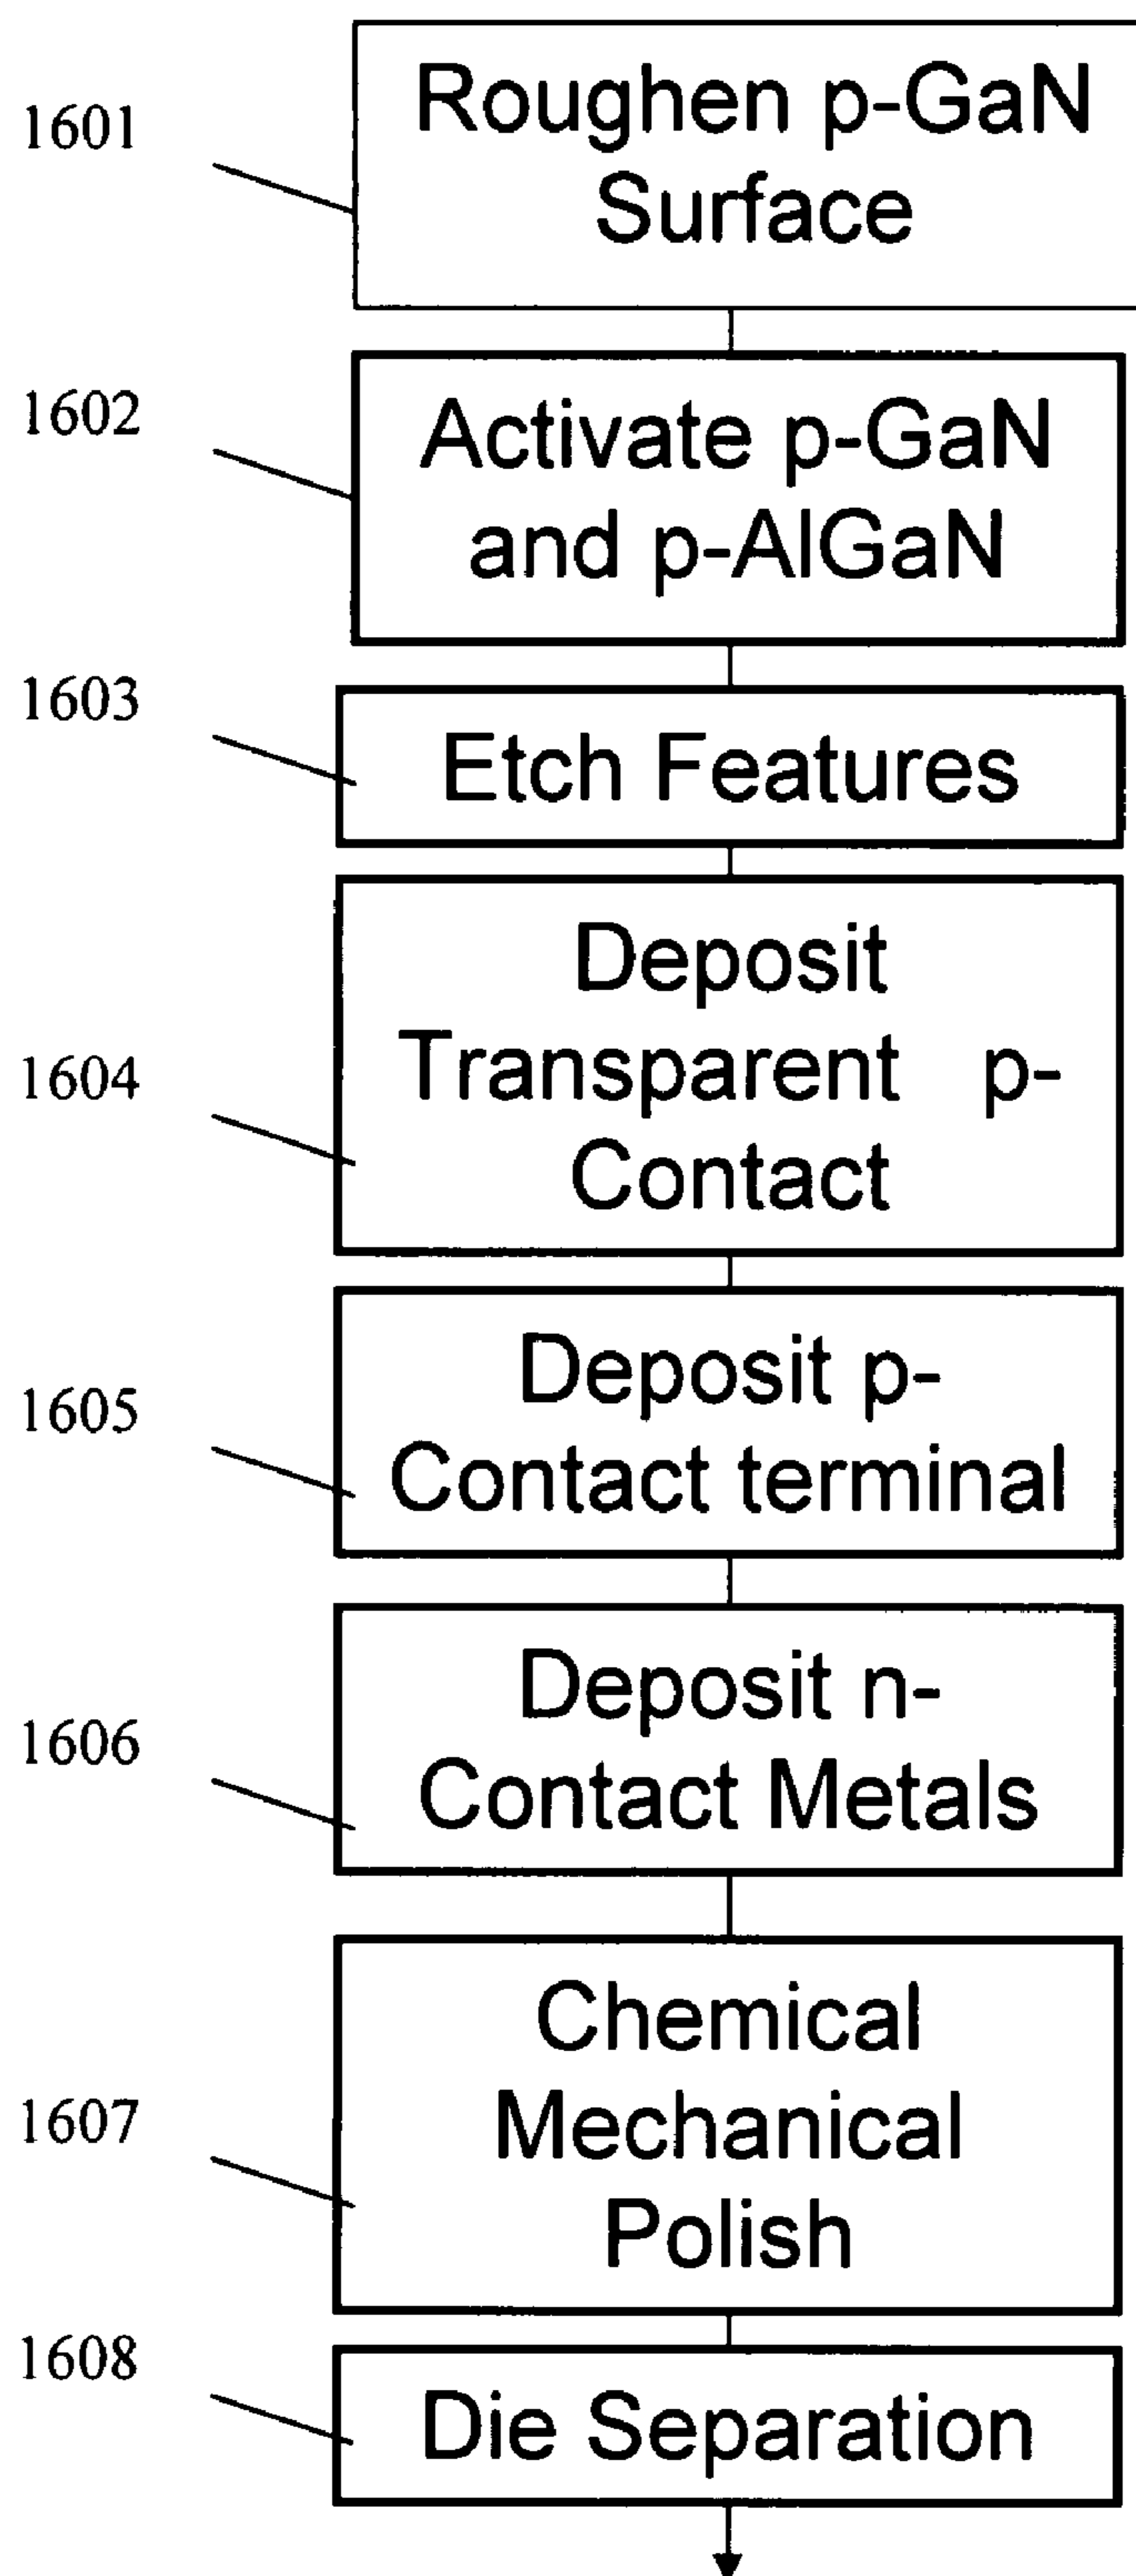 1601
Roughen p-GaN
Surface
1602
Activate p-GaN
and p-AlGaN
1603
Etch Features
Deposit
1604
Transparent p-
Contact
1605
Deposit p-
Contact terminal
1606
Deposit n-
Contact Metals
1607
Chemical
Mechanical
Polish
1608
Die Separation